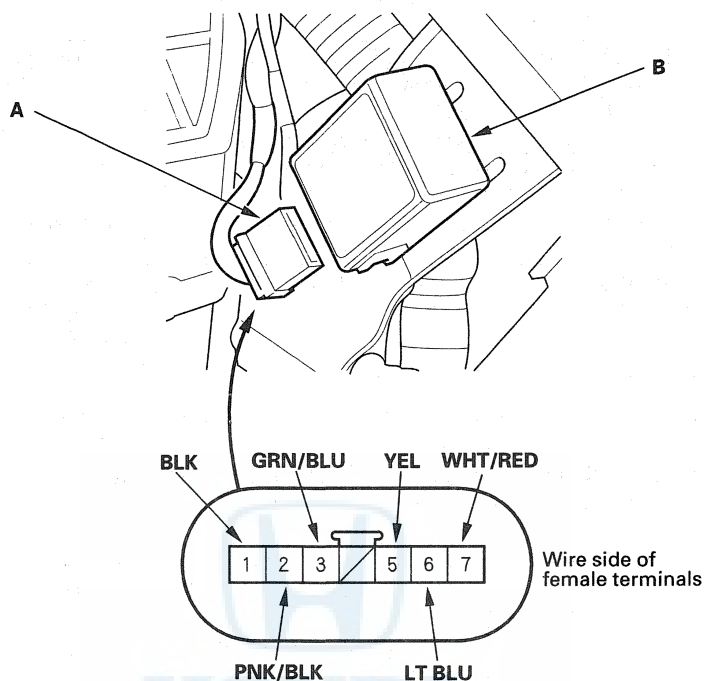 A
B
BLK GRN/BLU YEL WHT/RED
1 2 3 5 6 7
Wire side of
female terminals
PNK/BLK LT BLU